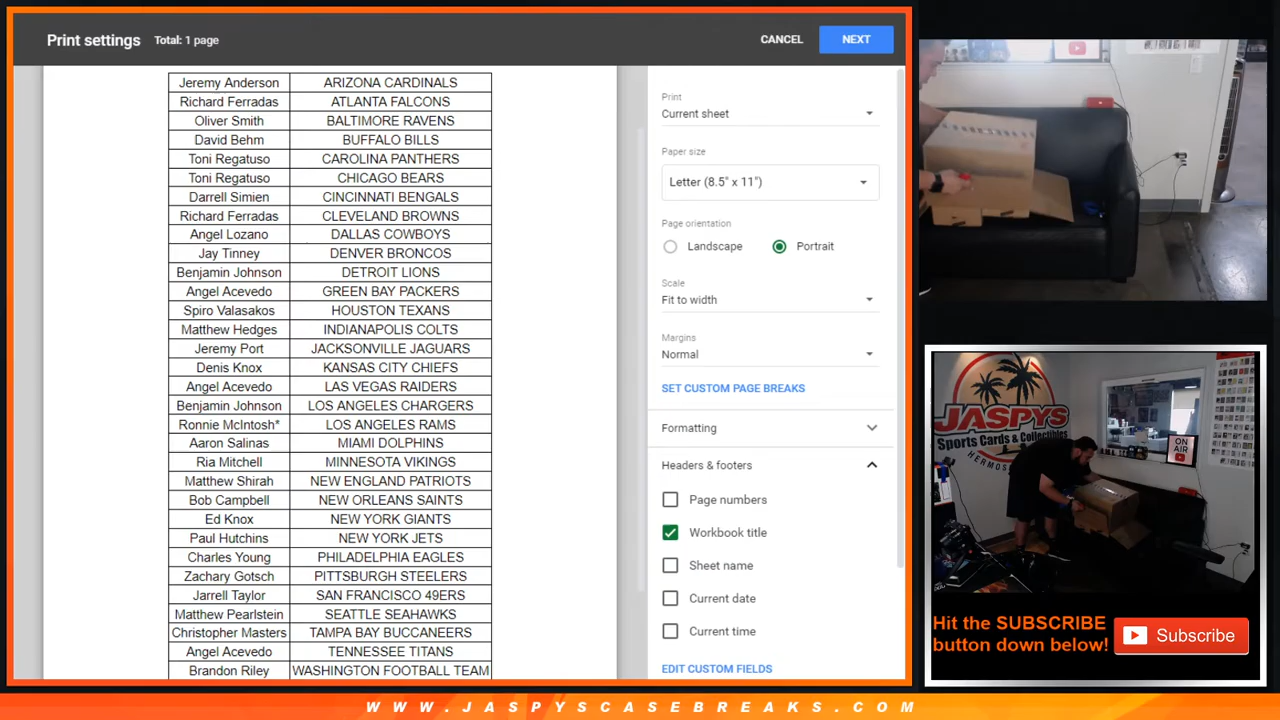 Print settings Total: 1 page CANCEL NEXT
Jeremy Anderson ARIZONA CARDINALS
Richard Ferradas ATLANTA FALCONS
Oliver Smith BALTIMORE RAVENS
David Behm BUFFALO BILLS
Toni Regatuso CAROLINA PANTHERS
Toni Regatuso CHICAGO BEARS
Darrell Simien CINCINNATI BENGALS
Richard Ferradas CLEVELAND BROWNS
Angel Lozano DALLAS COWBOYS
Jay Tinney DENVER BRONCOS
Benjamin Johnson DETROIT LIONS
Angel Acevedo GREEN BAY PACKERS
Spiro Valasakos HOUSTON TEXANS
Matthew Hedges INDIANAPOLIS COLTS
Jeremy Port JACKSONVILLE JAGUARS
Denis Knox KANSAS CITY CHIEFS
Angel Acevedo LAS VEGAS RAIDERS
Benjamin Johnson LOS ANGELES CHARGERS
Ronnie McIntosh* LOS ANGELES RAMS
Aaron Salinas MIAMI DOLPHINS
Ria Mitchell MINNESOTA VIKINGS
Matthew Shirah NEW ENGLAND PATRIOTS
Bob Campbell NEW ORLEANS SAINTS
Ed Knox NEW YORK GIANTS
Paul Hutchins NEW YORK JETS
Charles Young PHILADELPHIA EAGLES
Zachary Gotsch PITTSBURGH STEELERS
Jarrell Taylor SAN FRANCISCO 49ERS
Matthew Pearlstein SEATTLE SEAHAWKS
Christopher Masters TAMPA BAY BUCCANEERS
Angel Acevedo TENNESSEE TITANS
Brandon Riley WASHINGTON FOOTBALL TEAM
Print
Current sheet
Paper size
Letter (8.5" x 11")
Page orientation
Landscape Portrait
Scale
Fit to width
Margins
Normal
SET CUSTOM PAGE BREAKS
Formatting
Headers & footers
Page numbers
Workbook title
Sheet name
Current date
Current time
EDIT CUSTOM FIELDS
JASPYS
Sports Cards & Collectibles
HERMOS
ON
AIR
Hit the SUBSCRIBE
button down below!
Subscribe
WWW.JASPYSCASEBREAKS.COM